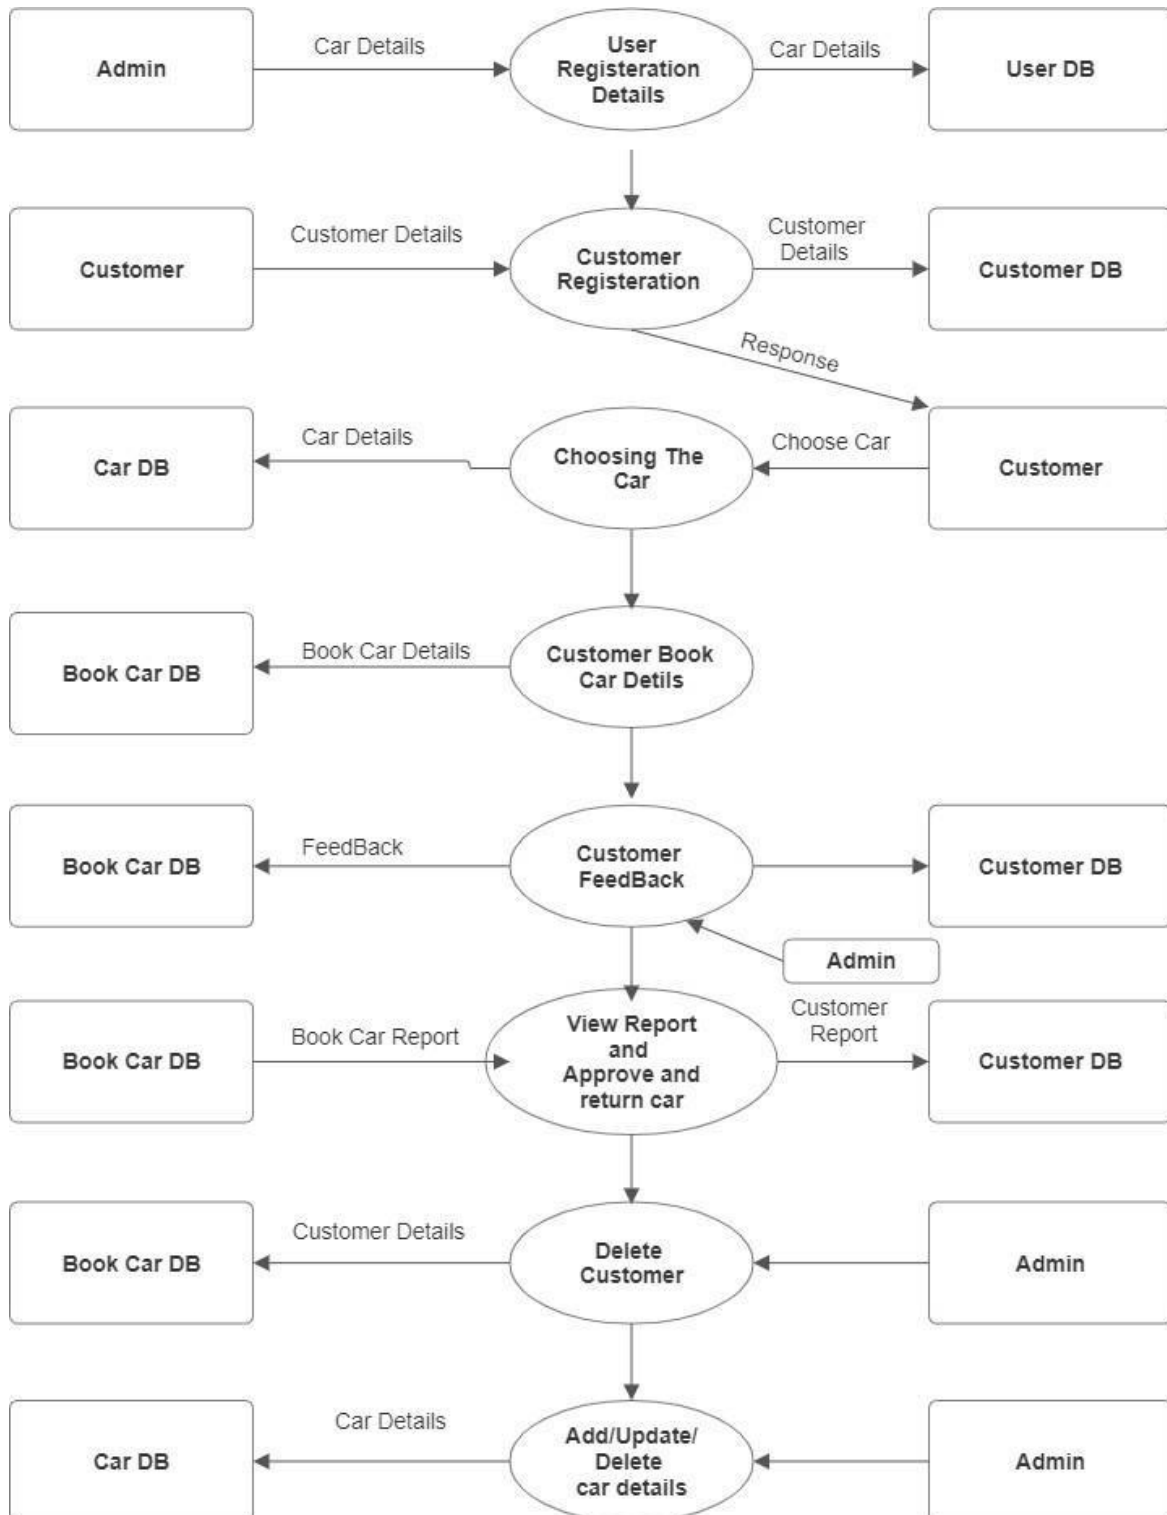 Admin
Car Details
User
Registeration
Details
Car Details
User DB
Customer
Customer Details
Customer
Registeration
Customer
Details
Customer DB
Response
Car DB
Car Details
Choosing The
Car
Choose Car
Customer
Book Car DB
Book Car Details
Customer Book
Car Detils
Book Car DB
FeedBack
Customer
FeedBack
Customer DB
Admin
Book Car DB
Book Car Report
View Report
and
Approve and
return car
Customer
Report
Customer DB
Book Car DB
Customer Details
Delete
Customer
Admin
Car DB
Car Details
Add/Update/
Delete
car details
Admin